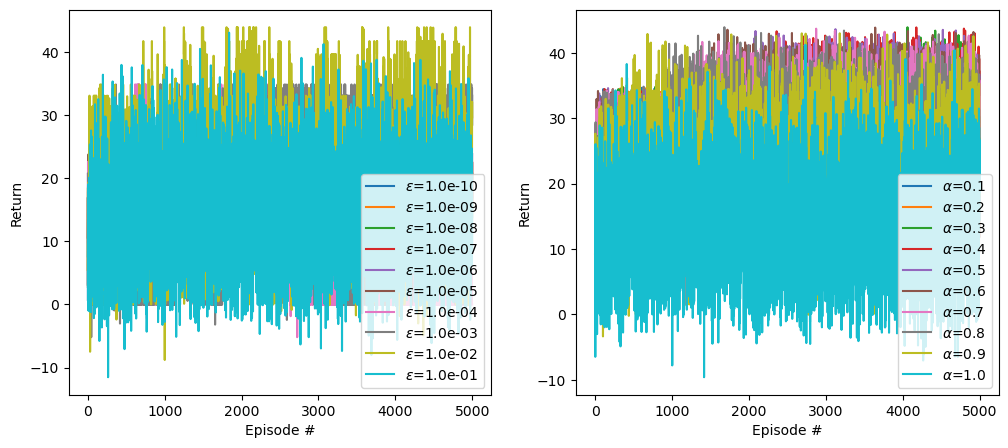 Return
40
30
20
10
0
−10
0
1000
2000
3000
4000
5000
Episode #
ε=1.0e-10
ε=1.0e-09
ε=1.0e-08
ε=1.0e-07
ε=1.0e-06
ε=1.0e-05
ε=1.0e-04
ε=1.0e-03
ε=1.0e-02
ε=1.0e-01
Return
40
30
20
10
0
−10
0
1000
2000
3000
4000
5000
Episode #
α=0.1
α=0.2
α=0.3
α=0.4
α=0.5
α=0.6
α=0.7
α=0.8
α=0.9
α=1.0